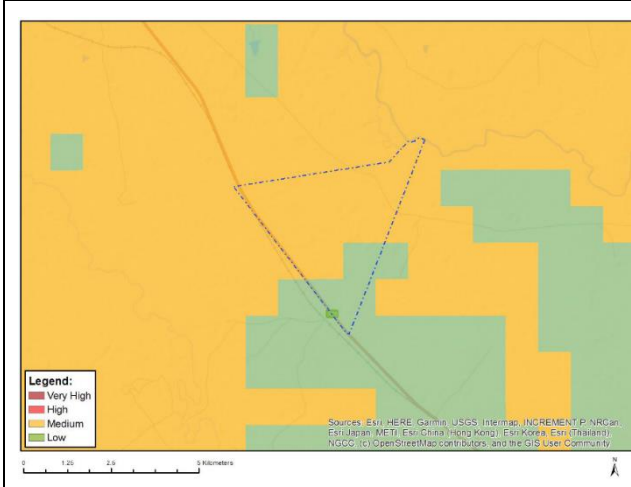 Legend:
Very High
High
Medium
Low
Sources: Esri, HERE, Garmin, USGS, Intermap, INCREMENT P, NRCan,
Esri Japan, METI, Esri China (Hong Kong), Esri Korea, Esri (Thailand),
NGCC, (c) OpenStreetMap contributors, and the GIS User Community
0 1.25 2.5 5 Kilometers
N